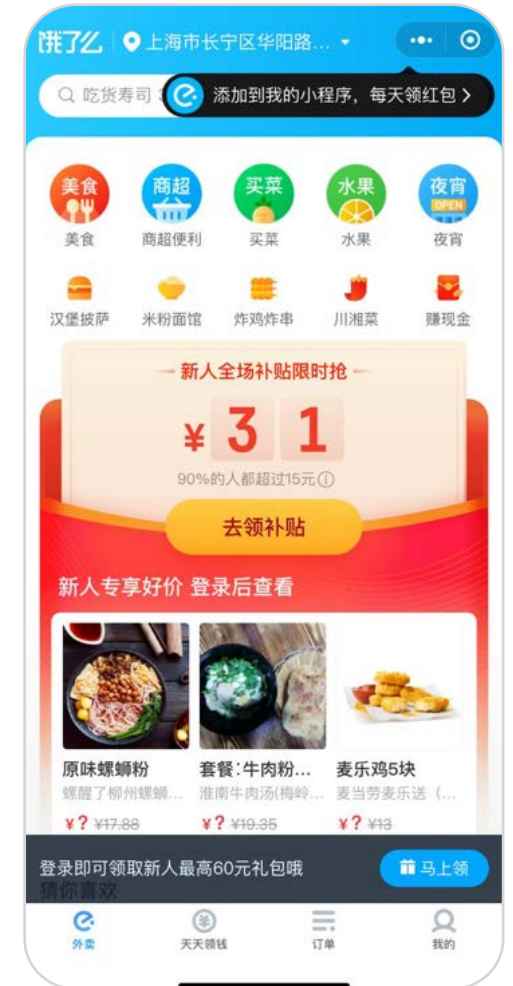 饿了么 上海市长宁区华阳路...
吃货寿司
添加到我的小程序，每天领红包
美食 商超 买菜 水果 夜宵
OPEN
美食 商超便利 买菜 水果 夜宵
汉堡披萨 米粉面馆 炸鸡炸串 川湘菜 赚现金
新人全场补贴限时抢
¥ 3 1
90%的人都超过15元
去领补贴
新人专享好价 登录后查看
原味螺蛳粉 套餐:牛肉粉... 麦乐鸡5块
螺醒了柳州螺蛳... 淮南牛肉汤(梅岭... 麦当劳麦乐送（...
¥? ¥17.88 ¥? ¥19.35 ¥? ¥13
登录即可领取新人最高60元礼包哦 马上领
猜你喜欢
外卖 天天领钱 订单 我的